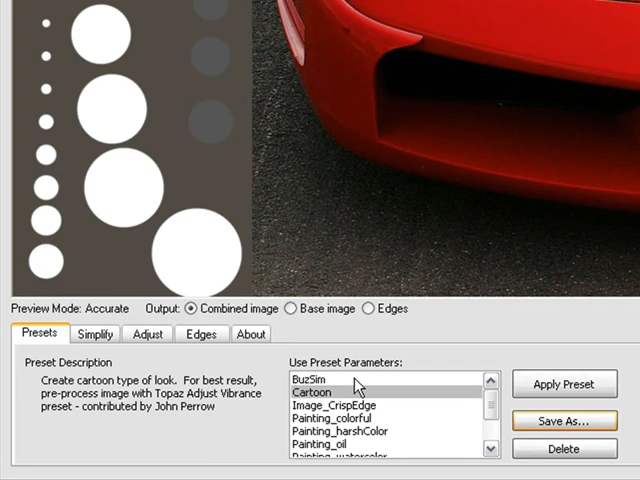 Preview Mode: Accurate Output: Combined image Base image Edges
Presets Simplify Adjust Edges About
Preset Description
Create cartoon type of look. For best result,
pre-process image with Topaz Adjust Vibrance
preset - contributed by John Perrow
Use Preset Parameters:
BuzSim
Cartoon
Image_CrispEdge
Painting_colorful
Painting_harshColor
Painting_oil
Painting_watercolor
Apply Preset
Save As...
Delete